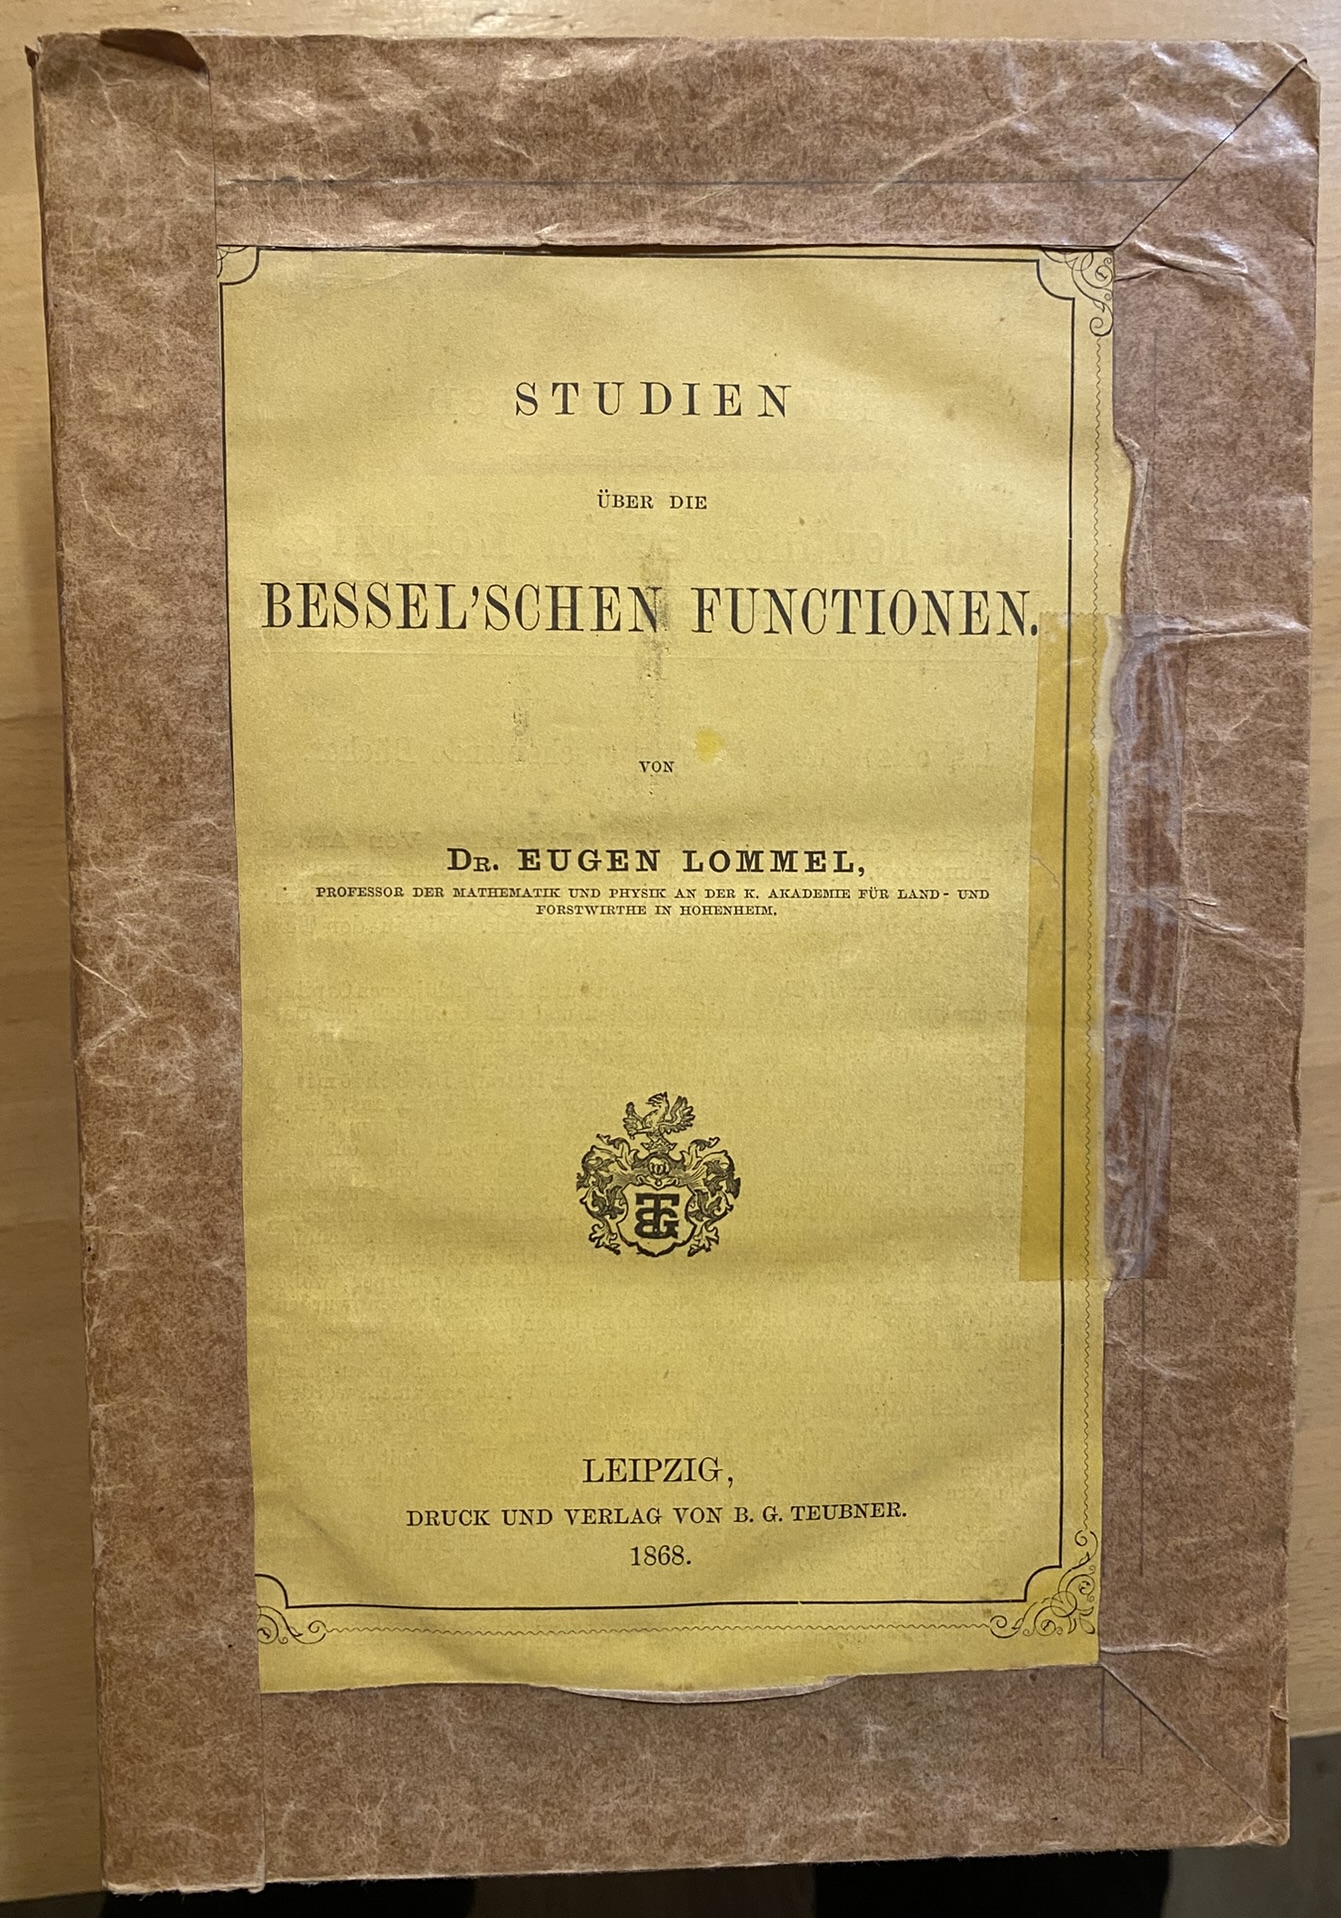 STUDIEN
ÜBER DIE
BESSEL'SCHEN FUNCTIONEN.
VON
DR. EUGEN LOMMEL,
PROFESSOR DER MATHEMATIK UND PHYSIK AN DER K. AKADEMIE FÜR LAND- UND
FORSTWIRTHE IN HOHENHEIM.
BTG
LEIPZIG,
DRUCK UND VERLAG VON B. G. TEUBNER.
1868.